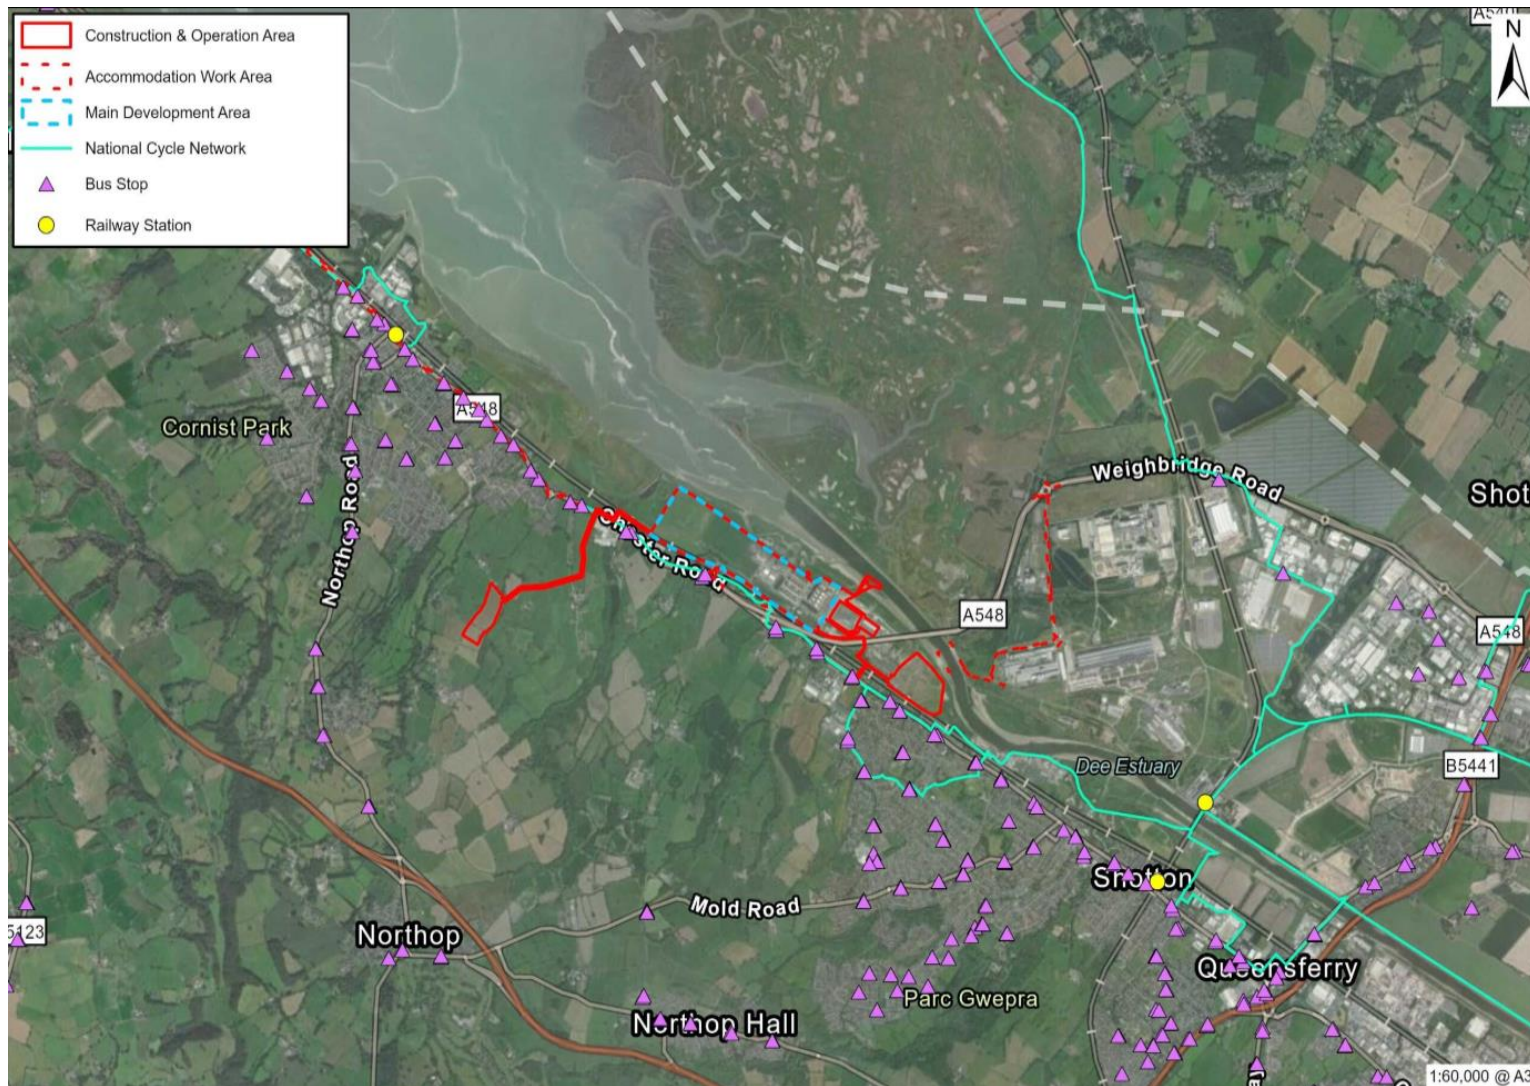 Construction & Operation Area
Accommodation Work Area
Main Development Area
National Cycle Network
Bus Stop
Railway Station
N
Cornist Park
A548
Northop Road
Chester Road
Weighbridge Road
Shot
A548
A548
Dee Estuary
B5441
Shotton
Mold Road
Northop
5123
Queensferry
Parc Gwepra
Northop Hall
1:60,000 @ A3